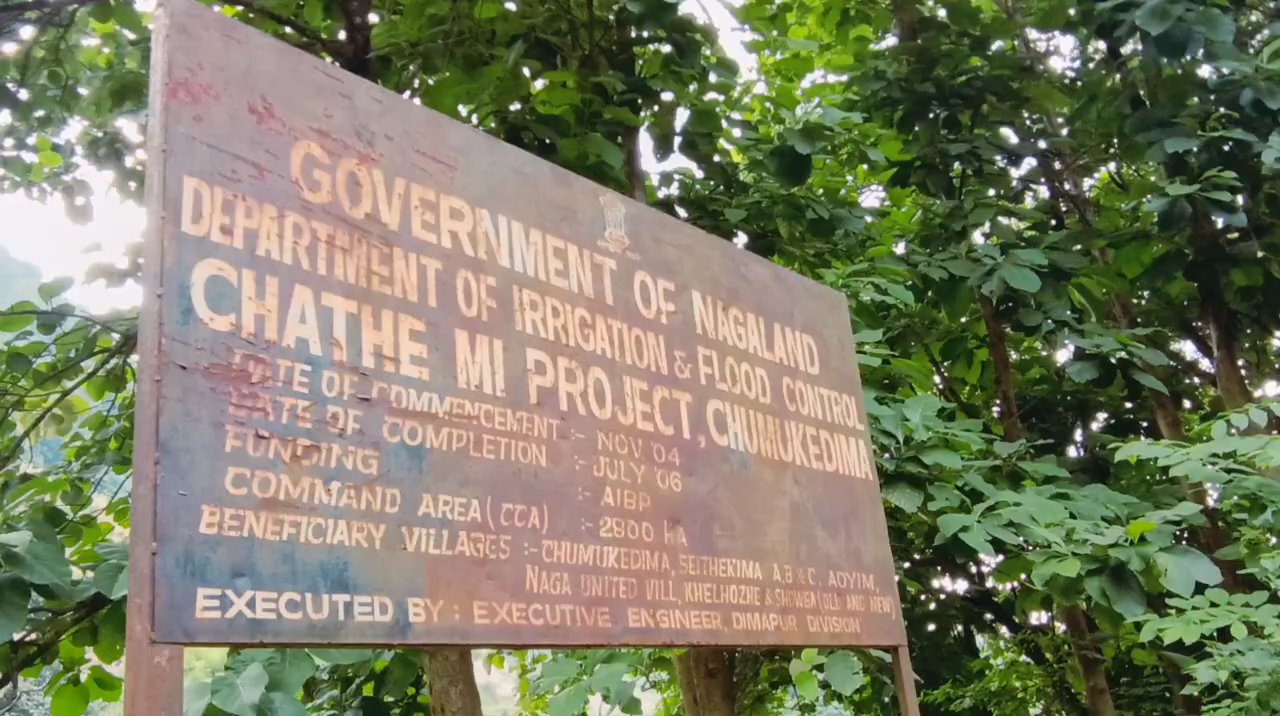 GOVERNMENT OF NAGALAND
DEPARTMENT OF IRRIGATION & FLOOD CONTROL
CHATHE MI PROJECT, CHUMUKEDIMA
DATE OF COMMENCEMENT :- NOV '04
DATE OF COMPLETION :- JULY '06
FUNDING :- AIBP
COMMAND AREA (CCA) :- 2800 HA
BENEFICIARY VILLAGES :- CHUMUKEDIMA, SEITHEKIMA A,B & C, AOYIM,
NAGA UNITED VILL, KHELHOZHE & SHOWBA (OLD AND NEW)
EXECUTED BY : EXECUTIVE ENGINEER, DIMAPUR DIVISION